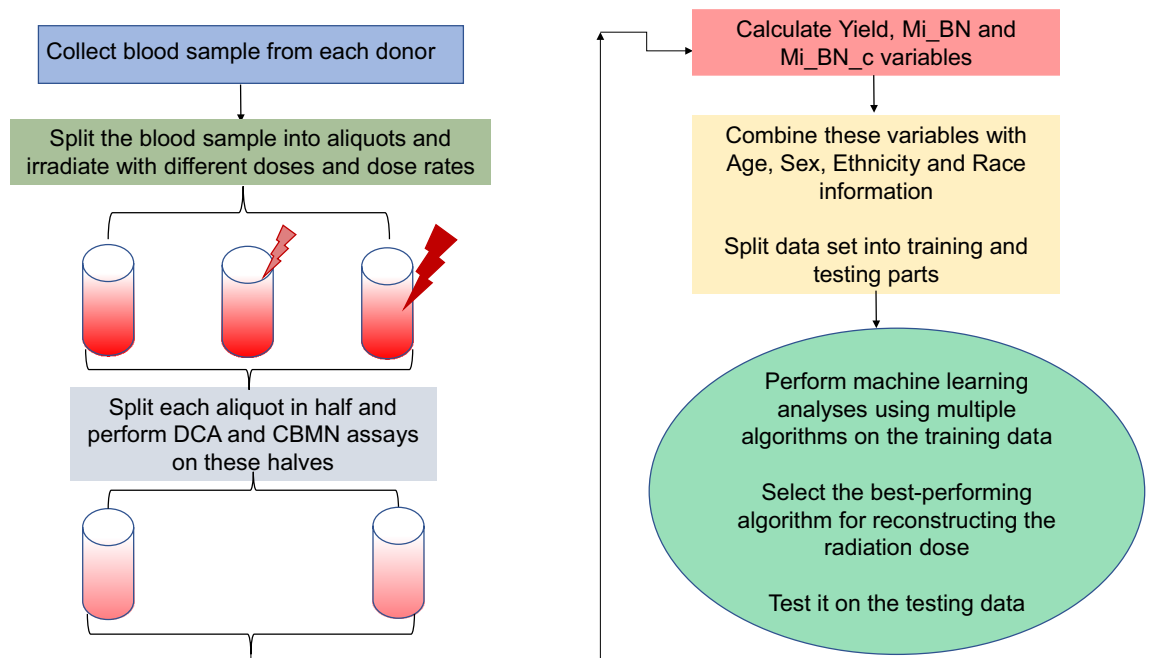 Collect blood sample from each donor
Split the blood sample into aliquots and
irradiate with different doses and dose rates
Split each aliquot in half and
perform DCA and CBMN assays
on these halves
Calculate Yield, Mi_BN and
Mi_BN_c variables
Combine these variables with
Age, Sex, Ethnicity and Race
information
Split data set into training and
testing parts
Perform machine learning
analyses using multiple
algorithms on the training data
Select the best-performing
algorithm for reconstructing the
radiation dose
Test it on the testing data